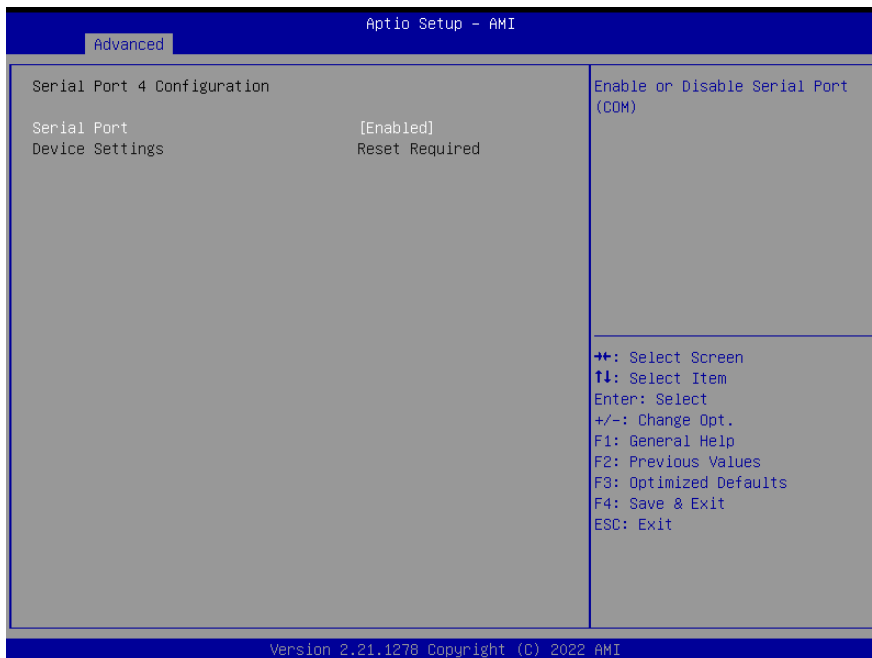 Aptio Setup – AMI
Advanced
Serial Port 4 Configuration
Serial Port [Enabled]
Device Settings Reset Required
Enable or Disable Serial Port
(COM)
→←: Select Screen
↑↓: Select Item
Enter: Select
+/-: Change Opt.
F1: General Help
F2: Previous Values
F3: Optimized Defaults
F4: Save & Exit
ESC: Exit
Version 2.21.1278 Copyright (C) 2022 AMI